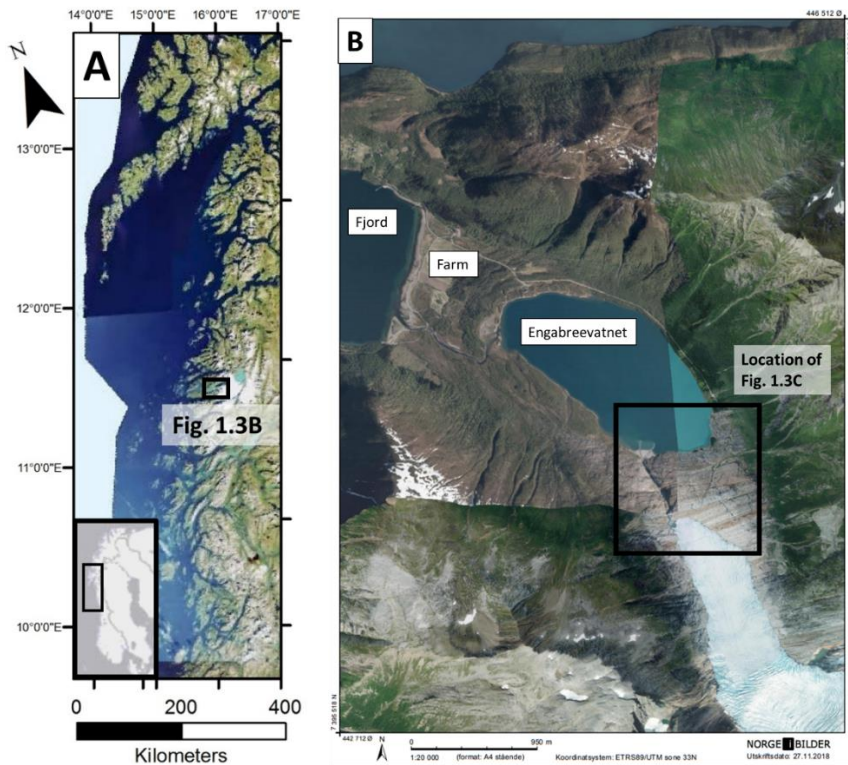 14°0'0"E 15°0'0"E 16°0'0"E 17°0'0"E
N
A
13°0'0"E
12°0'0"E
11°0'0"E
10°0'0"E
Fig. 1.3B
0 200 400
Kilometers
B
446 512 Ø
Fjord
Farm
Engabreevatnet
Location of
Fig. 1.3C
7 395 518 N
442 712 Ø
N
0 950 m
1:20 000 (format: A4 stående) Koordinatsystem: ETRS89/UTM sone 33N
NORGE I BILDER
Utskriftsdato: 27.11.2018